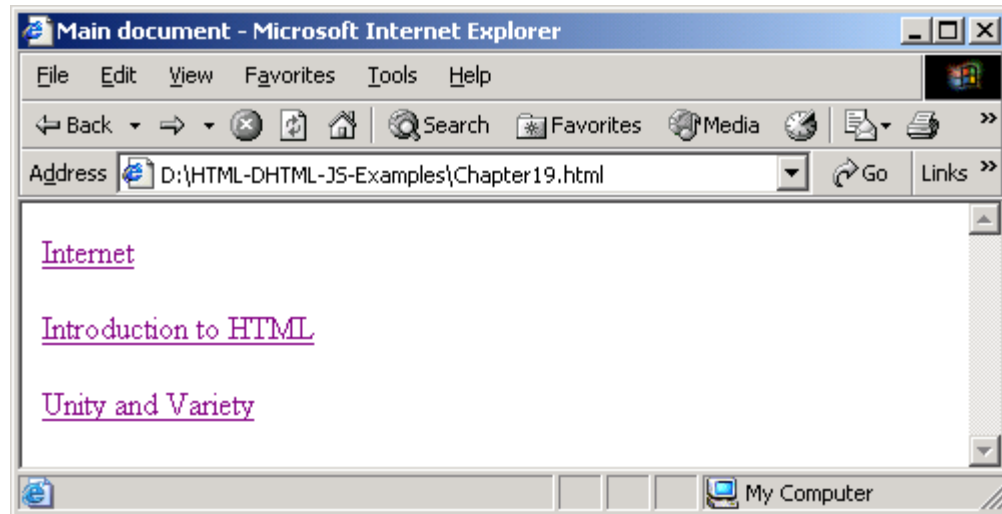 Main document - Microsoft Internet Explorer
File Edit View Favorites Tools Help
Back Search Favorites Media »
Address D:\HTML-DHTML-JS-Examples\Chapter19.html Go Links »
Internet
Introduction to HTML
Unity and Variety
My Computer